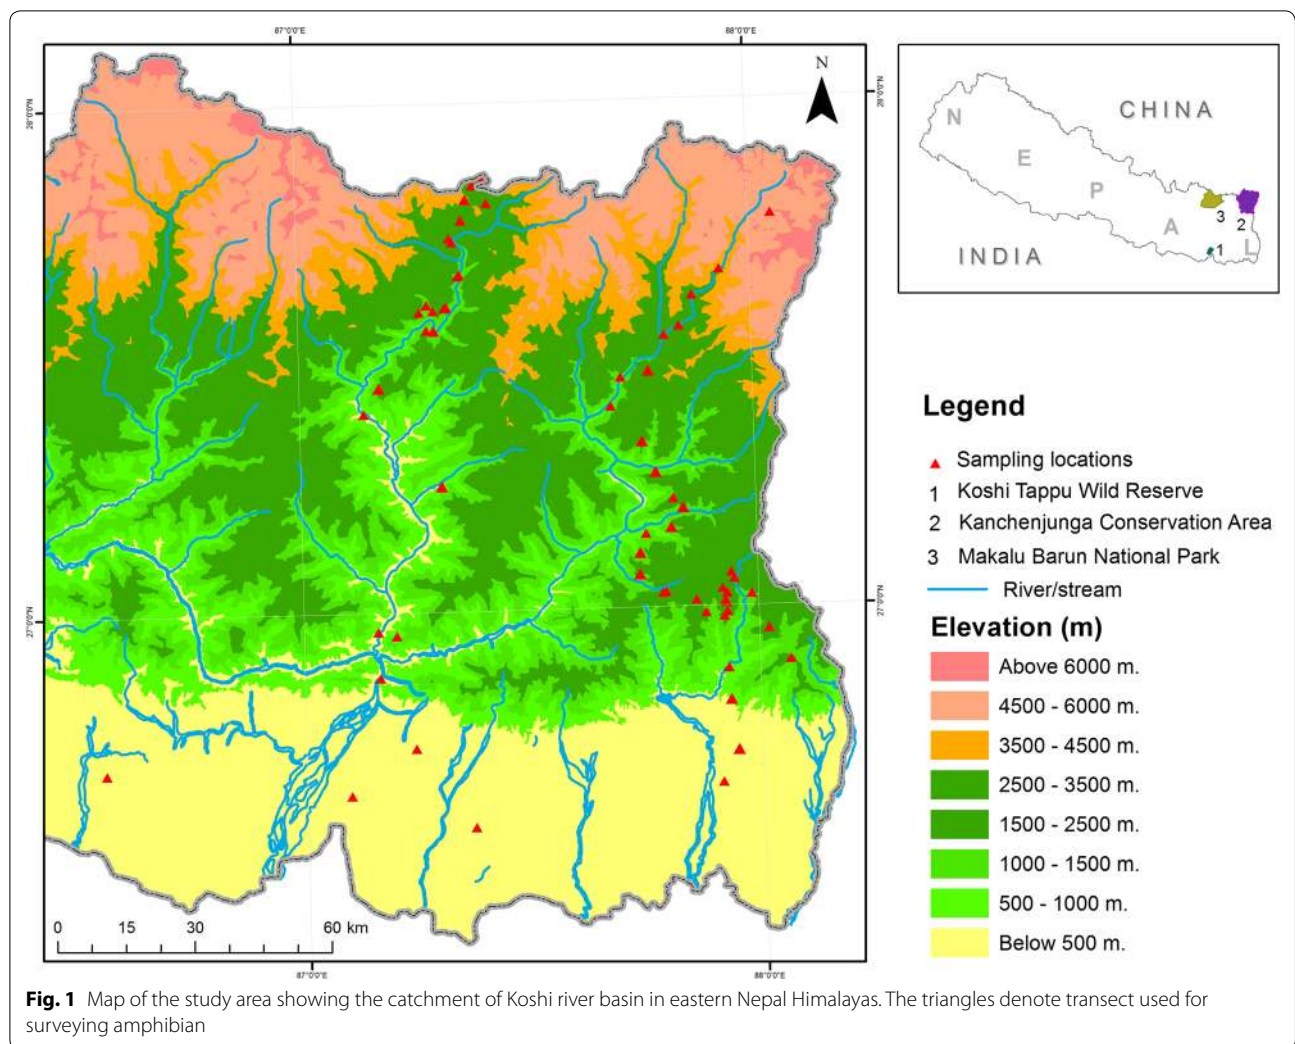 87°0'0"E
88°0'0"E
N
28°0'0"N
28°0'0"N
CHINA
N
E
P
A
L
3
2
1
INDIA
Legend
Sampling locations
1 Koshi Tappu Wild Reserve
2 Kanchenjunga Conservation Area
3 Makalu Barun National Park
River/stream
27°0'0"N
27°0'0"N
Elevation (m)
Above 6000 m.
4500 - 6000 m.
3500 - 4500 m.
2500 - 3500 m.
1500 - 2500 m.
1000 - 1500 m.
500 - 1000 m.
Below 500 m.
0 15 30 60 km
87°0'0"E
88°0'0"E
Fig. 1 Map of the study area showing the catchment of Koshi river basin in eastern Nepal Himalayas. The triangles denote transect used for
surveying amphibian